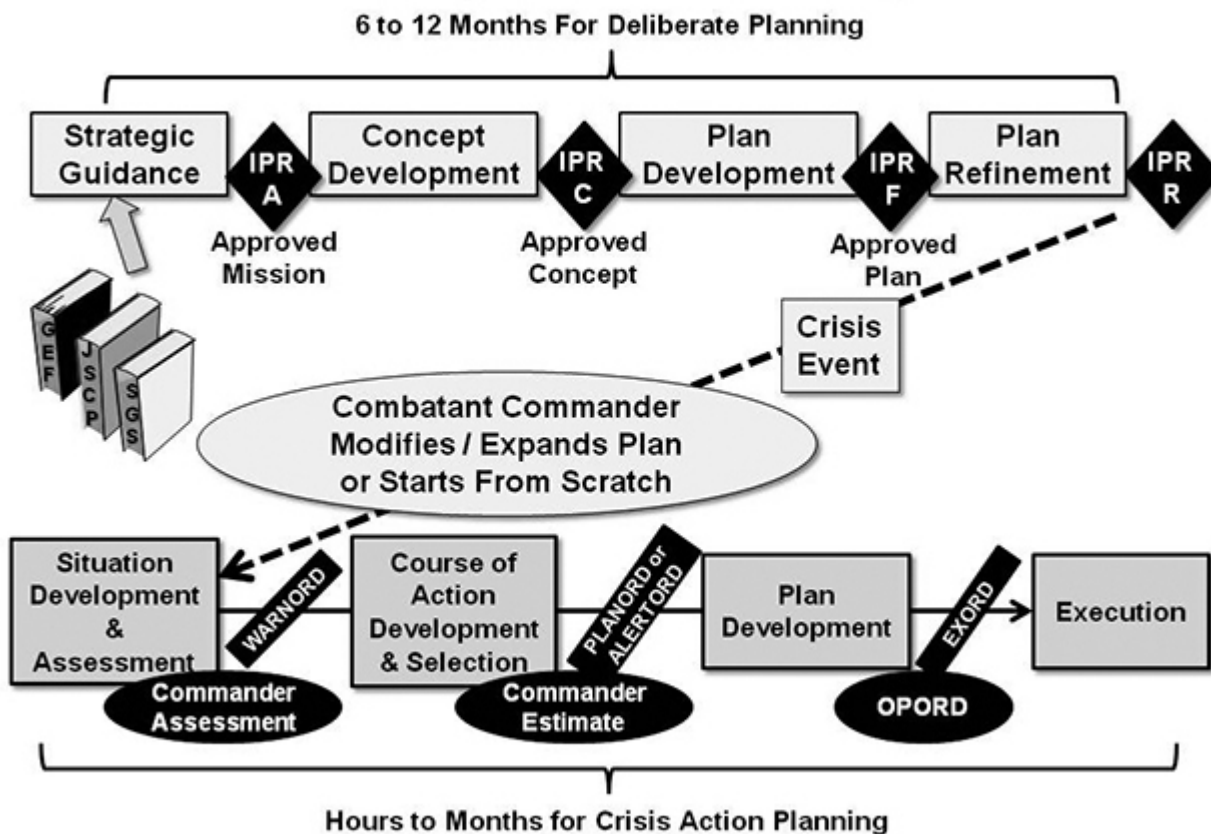 6 to 12 Months For Deliberate Planning
Strategic
Guidance
IPR
A
Concept
Development
IPR
C
Plan
Development
IPR
F
Plan
Refinement
IPR
R
Approved
Mission
Approved
Concept
Approved
Plan
GEF
JSCP
SGS
Crisis
Event
Combatant Commander
Modifies / Expands Plan
or Starts From Scratch
Situation
Development
&
Assessment
WARNORD
Commander
Assessment
Course of
Action
Development
& Selection
PLANORD or
ALERTORD
Commander
Estimate
Plan
Development
EXORD
OPORD
Execution
Hours to Months for Crisis Action Planning